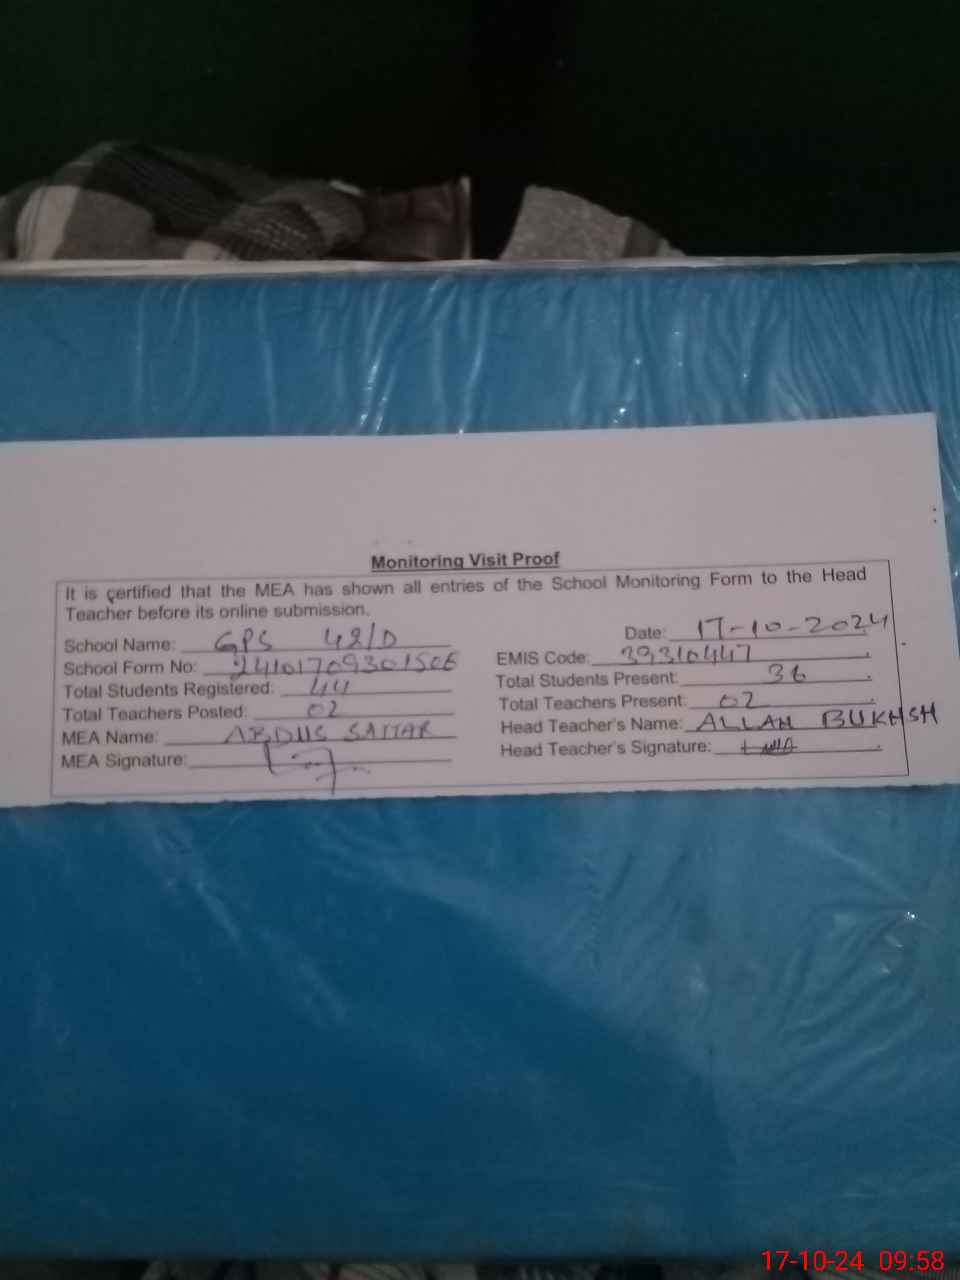 Monitoring Visit Proof
It is certified that the MEA has shown all entries of the School Monitoring Form to the Head
Teacher before its online submission.
Date: 17-10-2024
School Name: GPS 48/D
School Form No: 24101709301506
EMIS Code: 39310447
Total Students Registered: 44
Total Students Present: 36
Total Teachers Posted: 02
Total Teachers Present: 02
MEA Name: ABDUS SATTAR
Head Teacher's Name: ALLAH BUKHSH
MEA Signature:
Head Teacher's Signature:
17-10-24 09:58